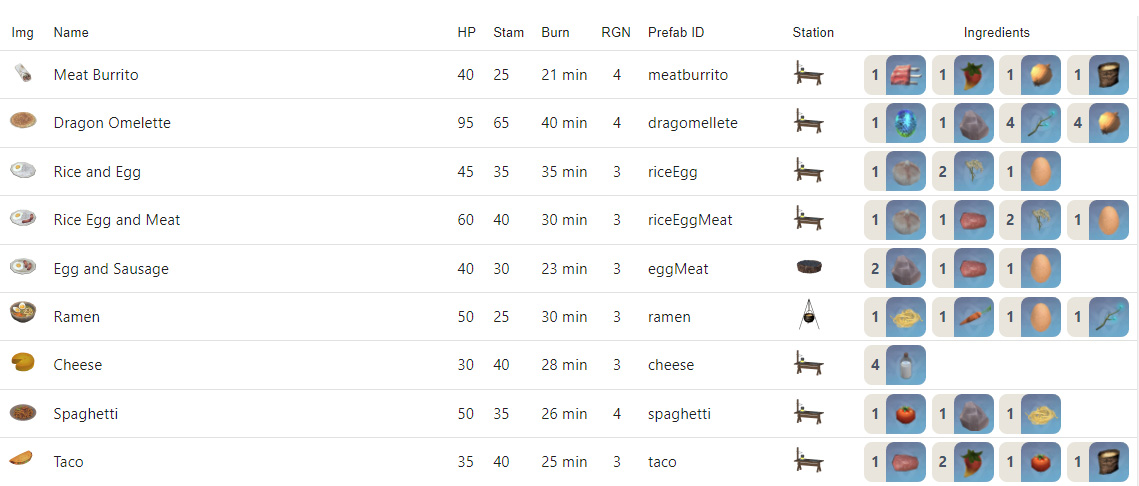 Img Name HP Stam Burn RGN Prefab ID Station Ingredients
Meat Burrito 40 25 21 min 4 meatburrito 1 1 1 1
Dragon Omelette 95 65 40 min 4 dragomellete 1 1 4 4
Rice and Egg 45 35 35 min 3 riceEgg 1 2 1
Rice Egg and Meat 60 40 30 min 3 riceEggMeat 1 1 2 1
Egg and Sausage 40 30 23 min 3 eggMeat 2 1 1
Ramen 50 25 30 min 3 ramen 1 1 1 1
Cheese 30 40 28 min 3 cheese 4
Spaghetti 50 35 26 min 4 spaghetti 1 1 1
Taco 35 40 25 min 3 taco 1 2 1 1